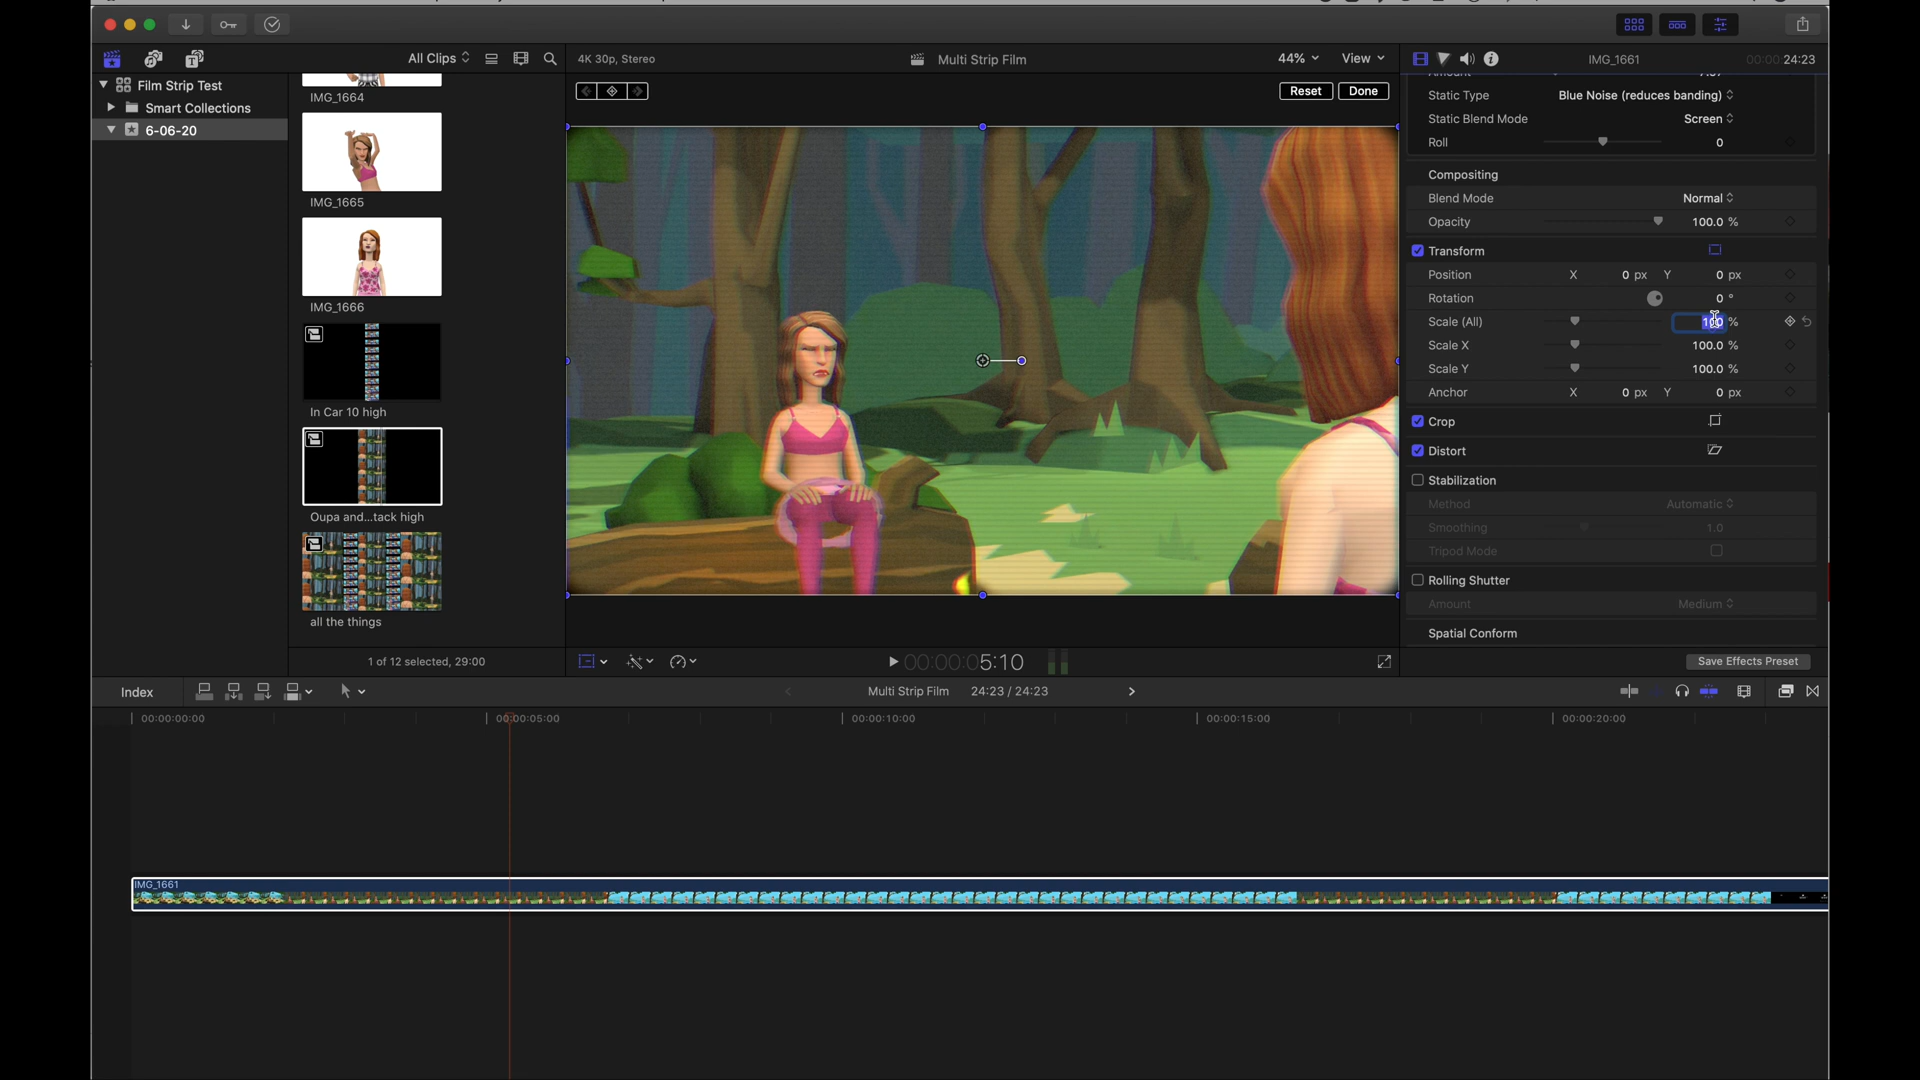 All Clips
4K 30p, Stereo
Multi Strip Film
44%
View
IMG_1661
00:00 24:23
Film Strip Test
Smart Collections
6-06-20
IMG_1664
IMG_1665
IMG_1666
In Car 10 high
Oupa and...tack high
all the things
1 of 12 selected, 29:00
Reset
Done
00:00:05:10
Static Type Blue Noise (reduces banding)
Static Blend Mode Screen
Roll 0
Compositing
Blend Mode Normal
Opacity 100.0 %
Transform
Position X 0 px Y 0 px
Rotation 0 °
Scale (All) 100 %
Scale X 100.0 %
Scale Y 100.0 %
Anchor X 0 px Y 0 px
Crop
Distort
Stabilization
Method Automatic
Smoothing 1.0
Tripod Mode
Rolling Shutter
Amount Medium
Spatial Conform
Save Effects Preset
Index
Multi Strip Film 24:23 / 24:23
00:00:00:00
00:00:05:00
00:00:10:00
00:00:15:00
00:00:20:00
IMG_1661